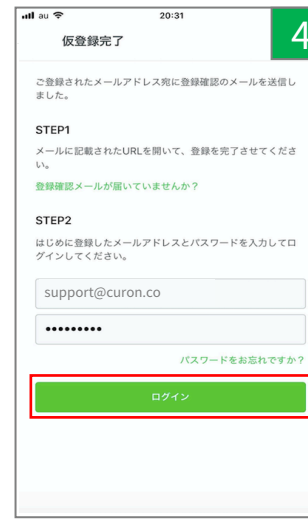 au 20:31
仮登録完了
4
ご登録されたメールアドレス宛に登録確認のメールを送信し
ました。
STEP1
メールに記載されたURLを開いて、登録を完了させてくださ
い。
登録確認メールが届いていませんか？
STEP2
はじめに登録したメールアドレスとパスワードを入力してロ
グインしてください。
support@curon.co
•••••••••
パスワードをお忘れですか？
ログイン